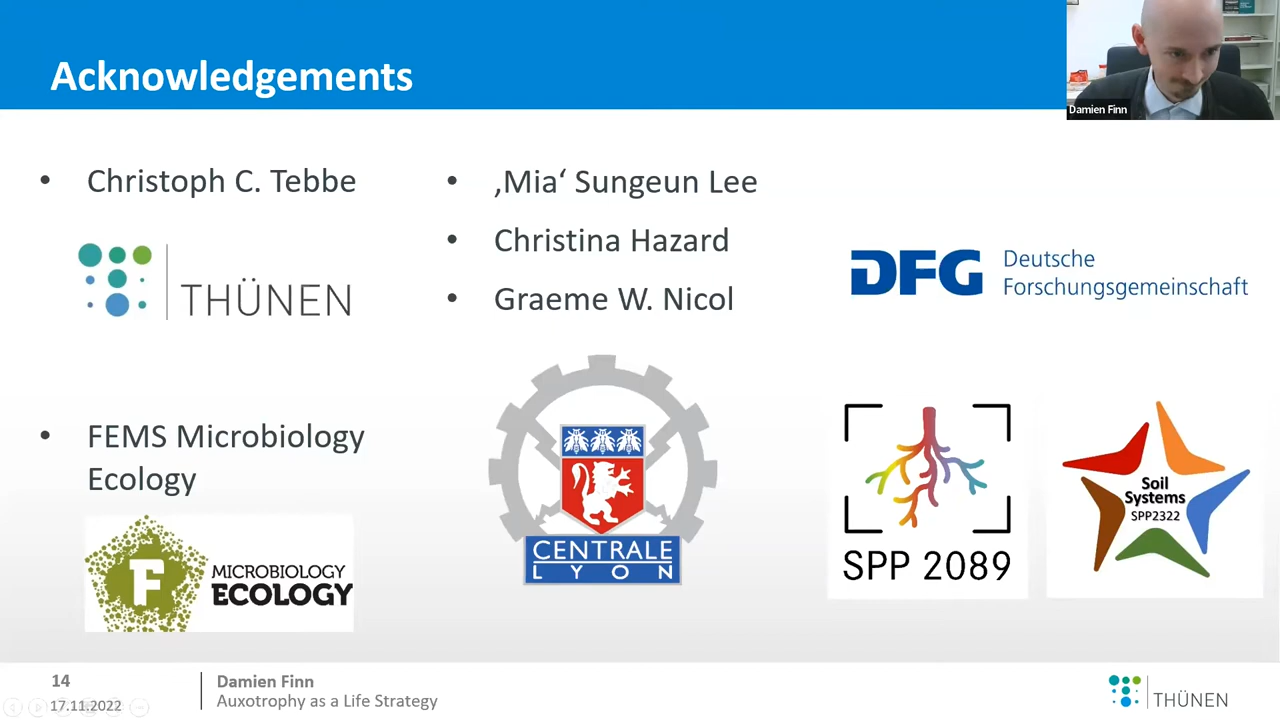 Acknowledgements
Damien Finn
• Christoph C. Tebbe
THÜNEN
• ‚Mia‘ Sungeun Lee
• Christina Hazard
• Graeme W. Nicol
DFG Deutsche
Forschungsgemeinschaft
• FEMS Microbiology
Ecology
F MICROBIOLOGY
ECOLOGY
CENTRALE
LYON
SPP 2089
Soil
Systems
SPP2322
14
17.11.2022
Damien Finn
Auxotrophy as a Life Strategy
THÜNEN